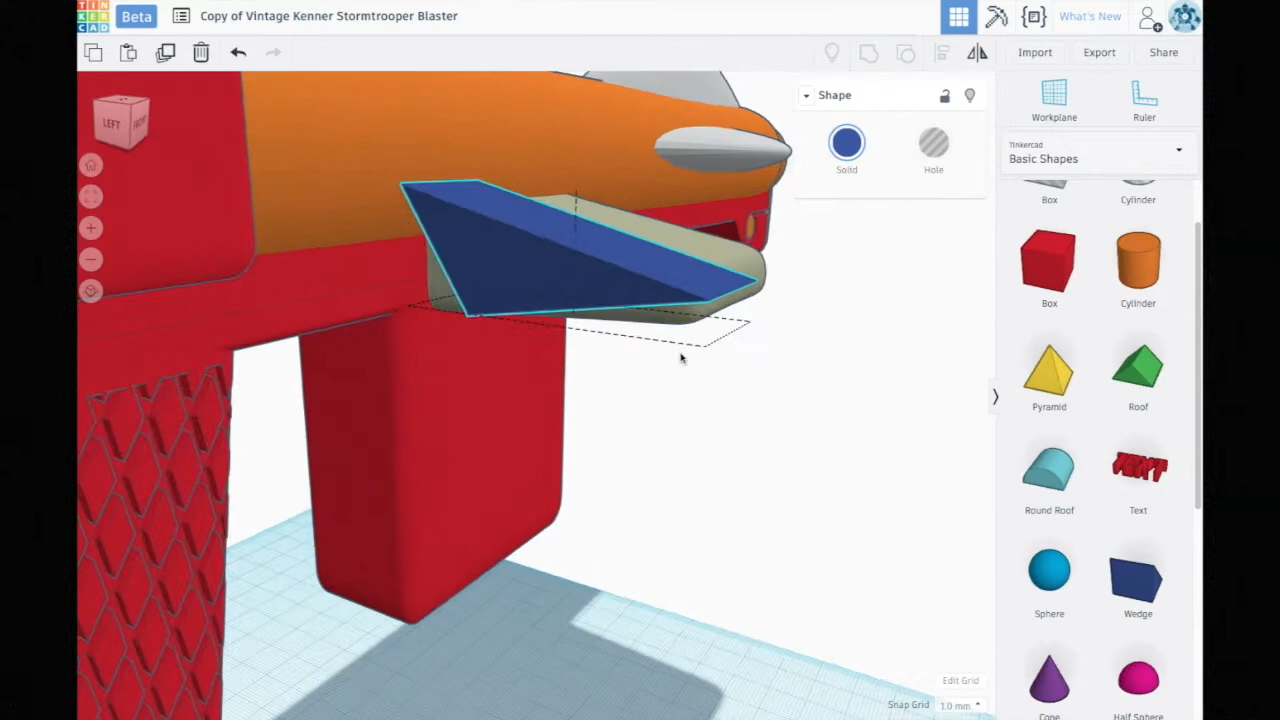 TIN
KER
CAD
Beta
Copy of Vintage Kenner Stormtrooper Blaster
What's New
Import
Export
Share
Shape
Solid
Hole
Workplane
Ruler
Tinkercad
Basic Shapes
Box
Cylinder
Box
Cylinder
Pyramid
Roof
Round Roof
Text
TEXT
Sphere
Wedge
Cone
Half Sphere
LEFT
FRONT
Edit Grid
Snap Grid
1.0 mm